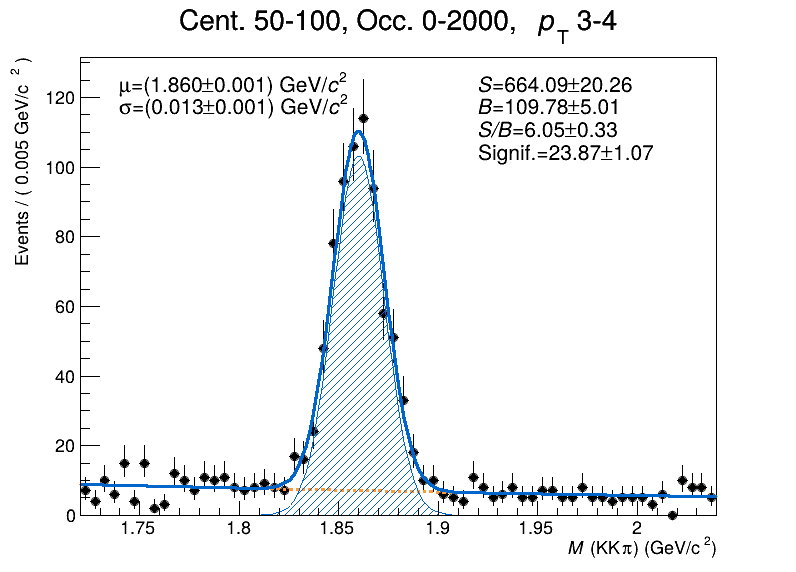 Cent. 50-100, Occ. 0-2000, p_T 3-4
μ=(1.860±0.001) GeV/c²
σ=(0.013±0.001) GeV/c²
S=664.09±20.26
B=109.78±5.01
S/B=6.05±0.33
Signif.=23.87±1.07
Events / ( 0.005 GeV/c ² )
120
100
80
60
40
20
0
1.75 1.8 1.85 1.9 1.95 2
M (KKπ) (GeV/c²)